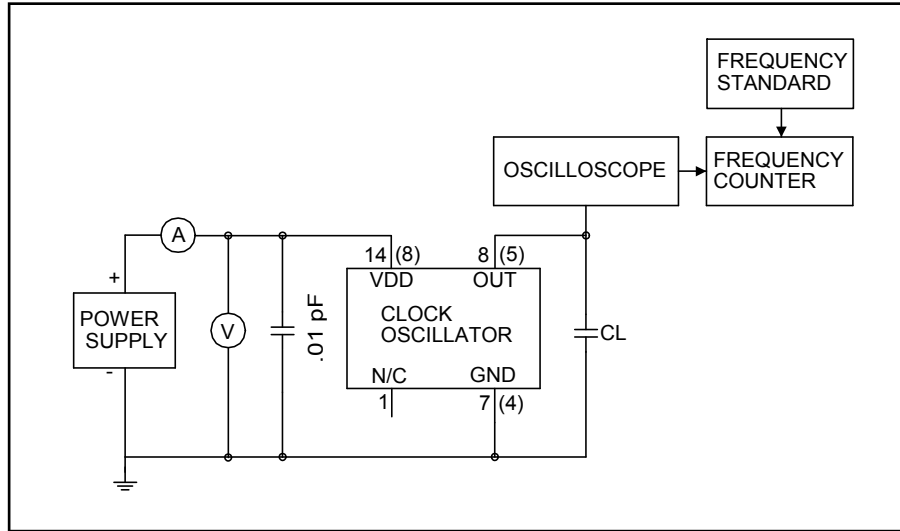 FREQUENCY
STANDARD
OSCILLOSCOPE
FREQUENCY
COUNTER
A
14 (8)
8 (5)
+
VDD
OUT
POWER
SUPPLY
V
.01 pF
CLOCK
OSCILLATOR
CL
-
N/C
GND
1
7 (4)